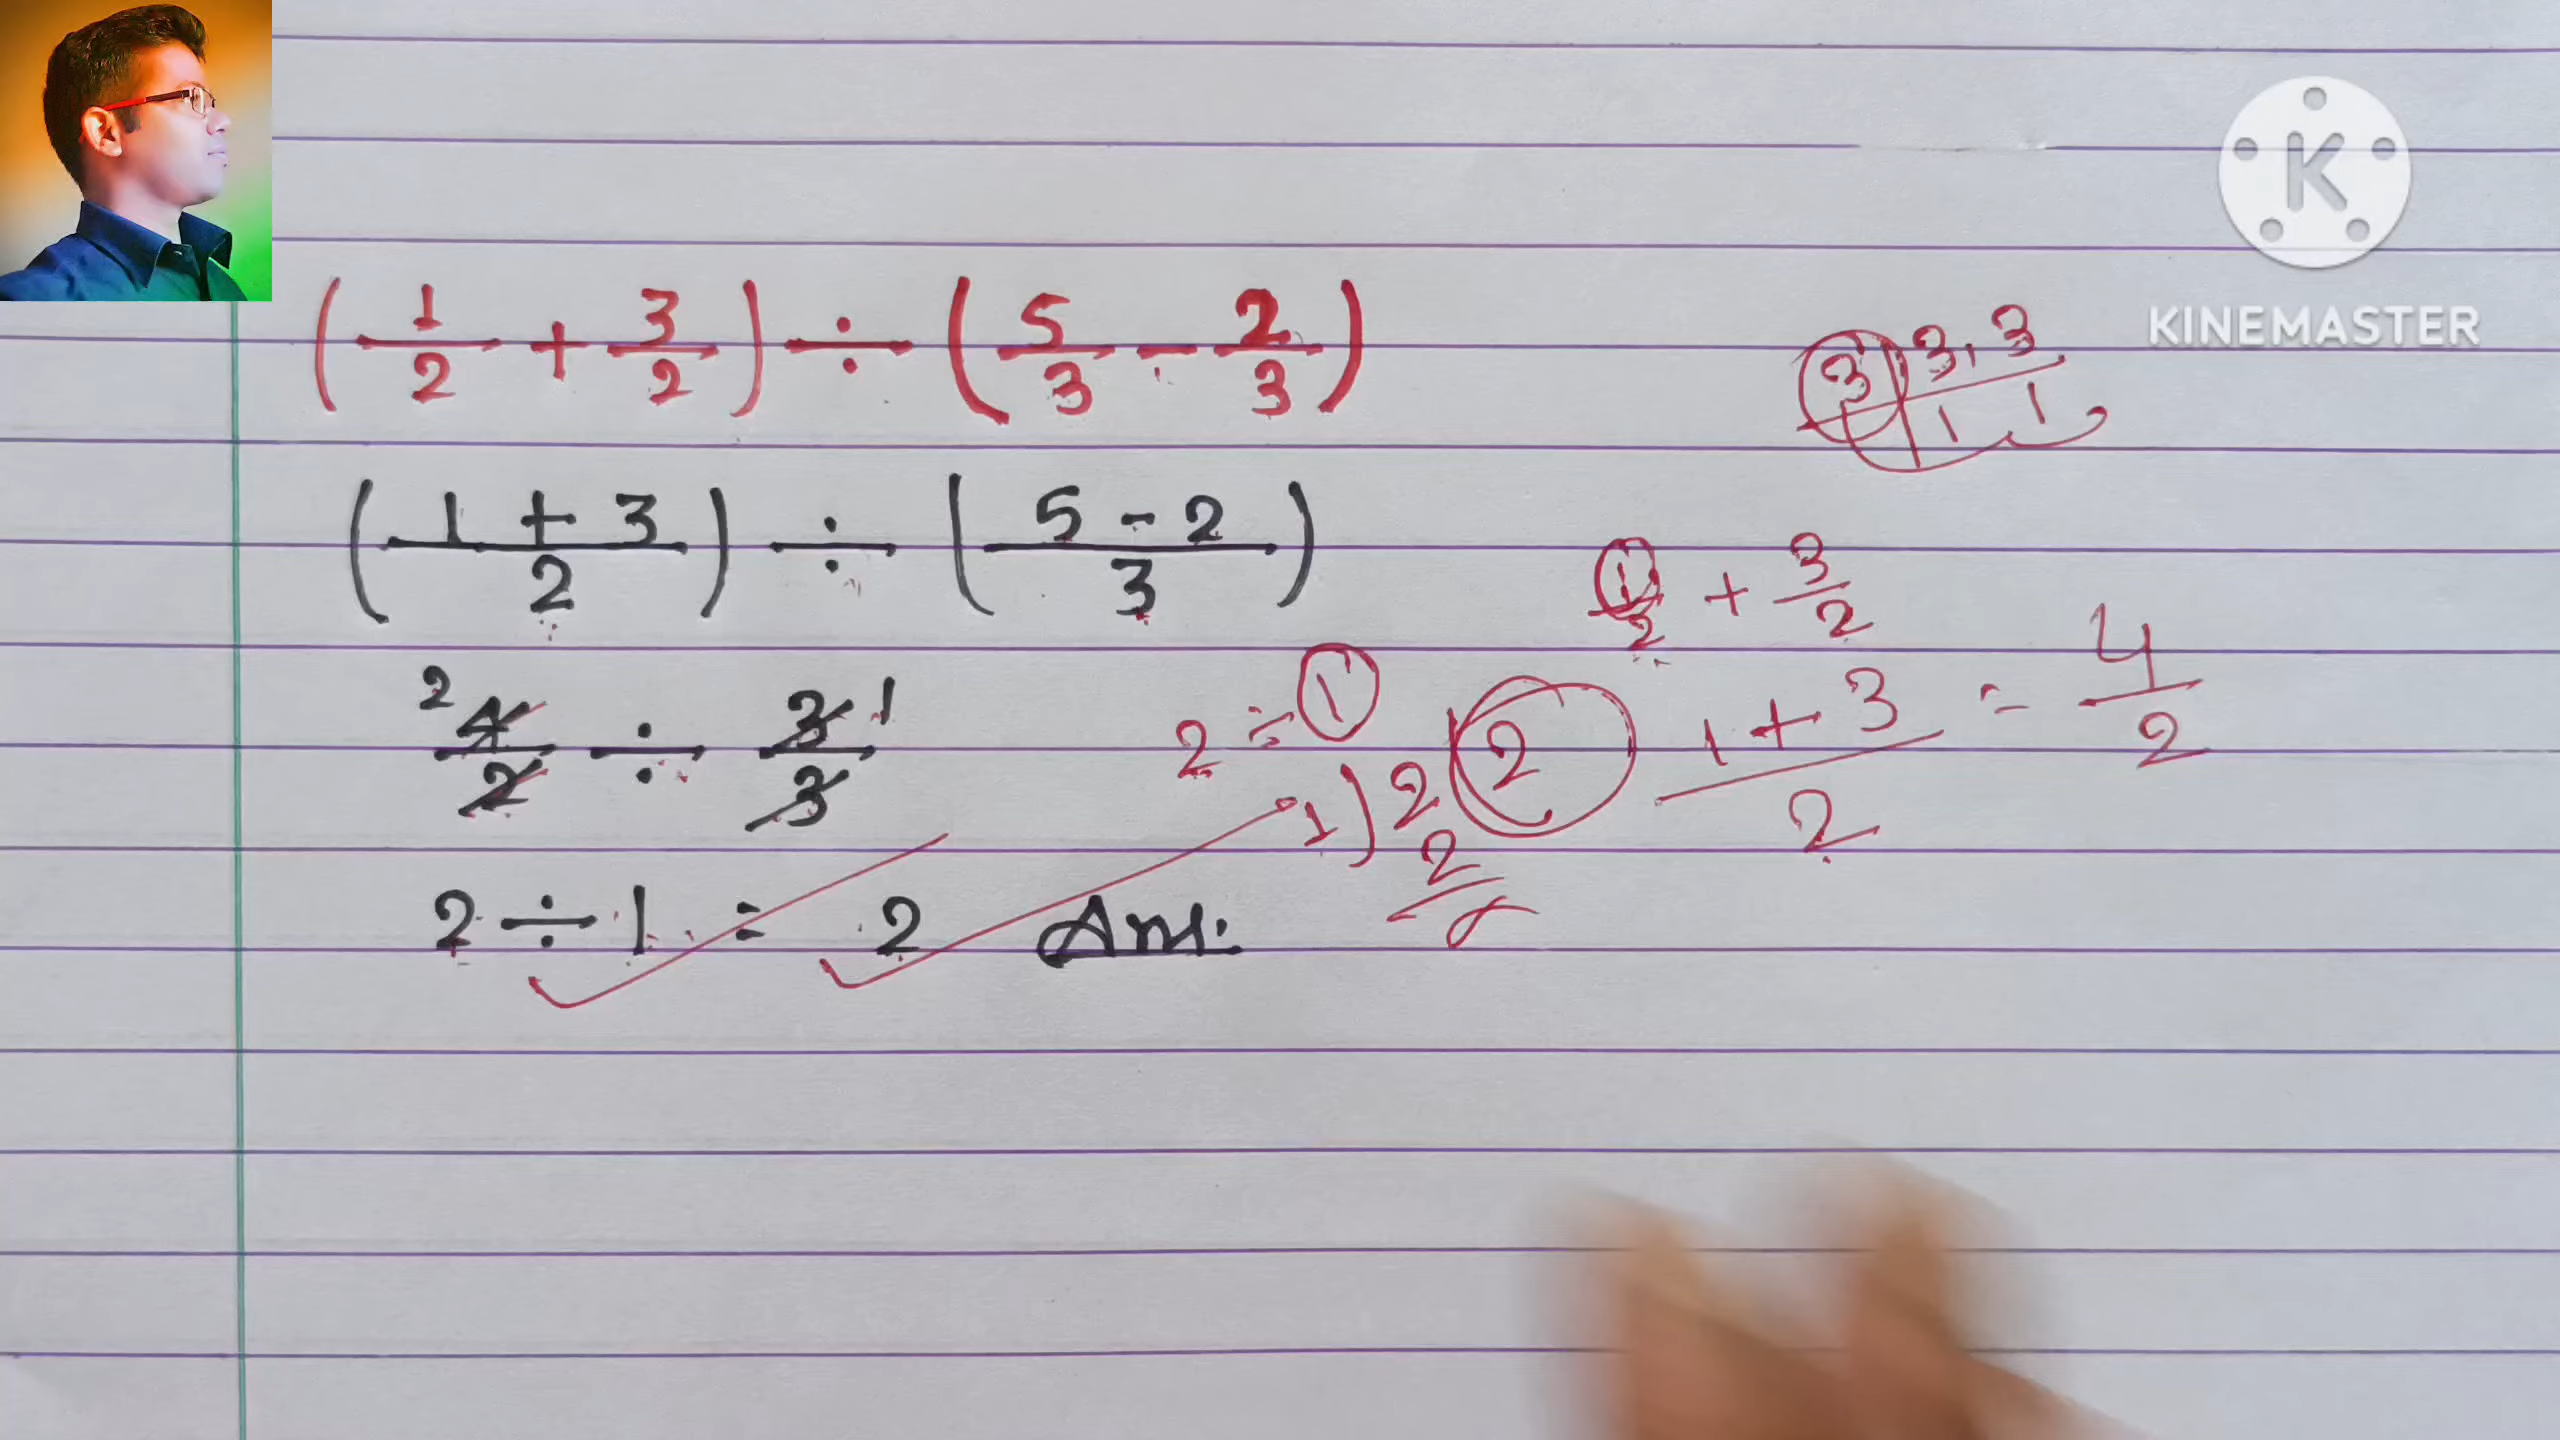 (1/2 + 3/2) ÷ (5/3 - 2/3)
(1 + 3/2) ÷ (5 - 2/3)
2 4/2 ÷ 3/3 1
2 ÷ 1 = 2 Ans.
3 3, 3
1 1
1/2 + 3/2
1 + 3/2 = 4/2
2 ÷ 1
1) 2 2
2
K
KINEMASTER